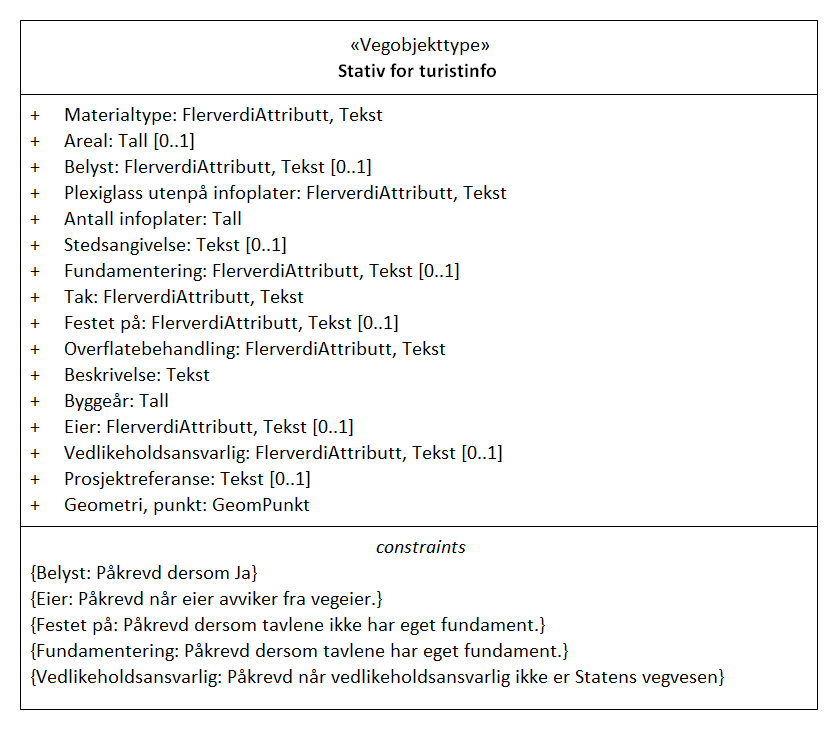 «Vegobjekttype»
Stativ for turistinfo
+ Materialtype: FlerverdiAttributt, Tekst
+ Areal: Tall [0..1]
+ Belyst: FlerverdiAttributt, Tekst [0..1]
+ Plexiglass utenpå infoplater: FlerverdiAttributt, Tekst
+ Antall infoplater: Tall
+ Stedsangivelse: Tekst [0..1]
+ Fundamentering: FlerverdiAttributt, Tekst [0..1]
+ Tak: FlerverdiAttributt, Tekst
+ Festet på: FlerverdiAttributt, Tekst [0..1]
+ Overflatebehandling: FlerverdiAttributt, Tekst
+ Beskrivelse: Tekst
+ Byggeår: Tall
+ Eier: FlerverdiAttributt, Tekst [0..1]
+ Vedlikeholdsansvarlig: FlerverdiAttributt, Tekst [0..1]
+ Prosjektreferanse: Tekst [0..1]
+ Geometri, punkt: GeomPunkt
constraints
{Belyst: Påkrevd dersom Ja}
{Eier: Påkrevd når eier avviker fra vegeier.}
{Festet på: Påkrevd dersom tavlene ikke har eget fundament.}
{Fundamentering: Påkrevd dersom tavlene har eget fundament.}
{Vedlikeholdsansvarlig: Påkrevd når vedlikeholdsansvarlig ikke er Statens vegvesen}